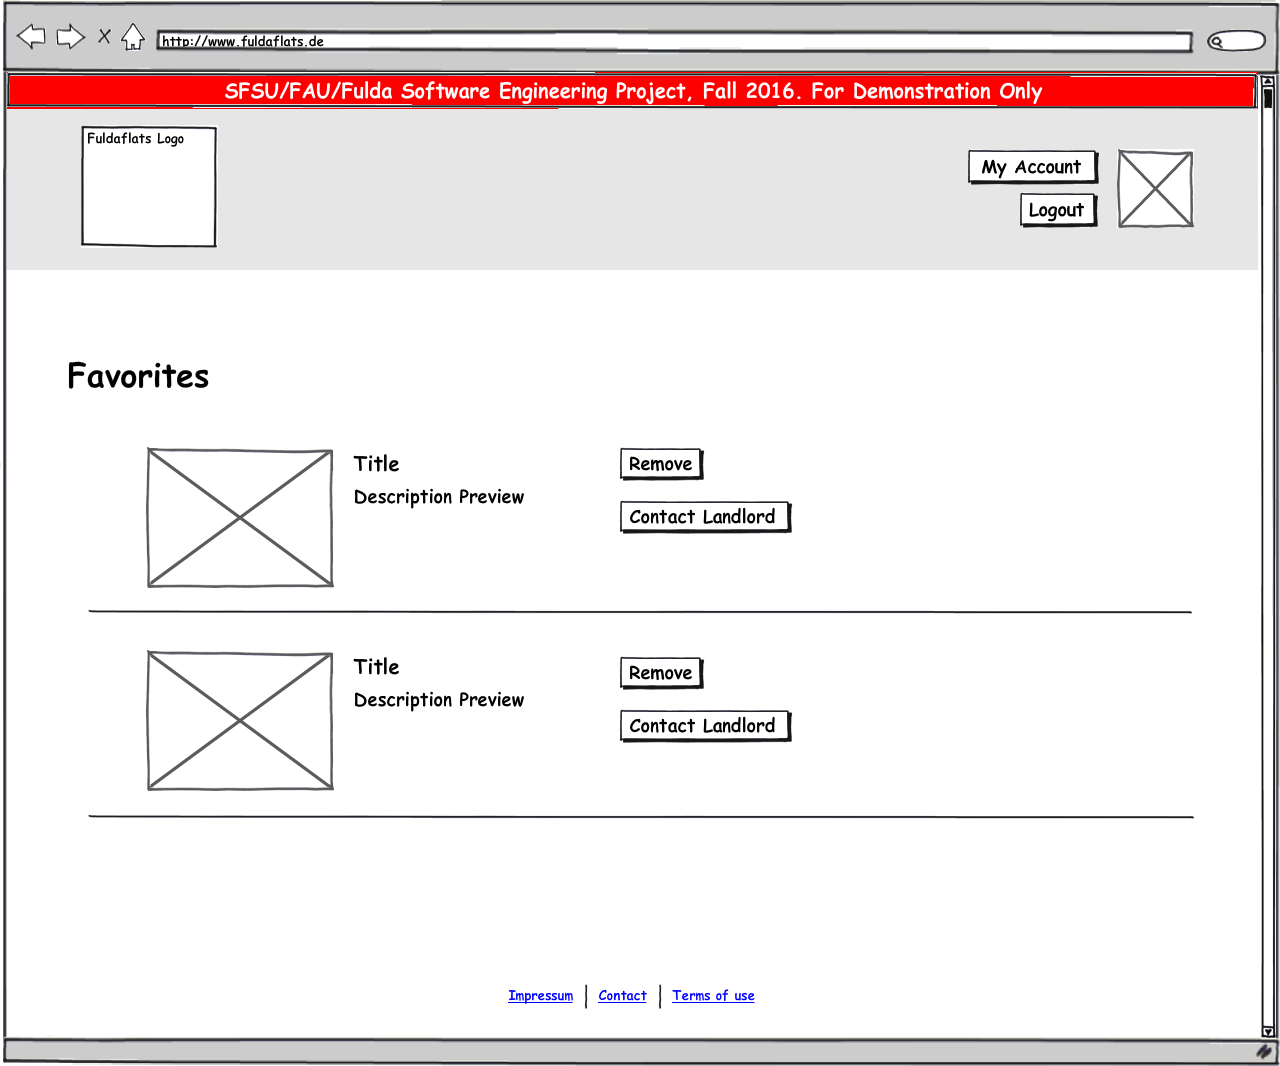 http://www.fuldaflats.de
SFSU/FAU/Fulda Software Engineering Project, Fall 2016. For Demonstration Only
Fuldaflats Logo
My Account
Logout
Favorites
Title
Description Preview
Remove
Contact Landlord
Title
Description Preview
Remove
Contact Landlord
Impressum
Contact
Terms of use